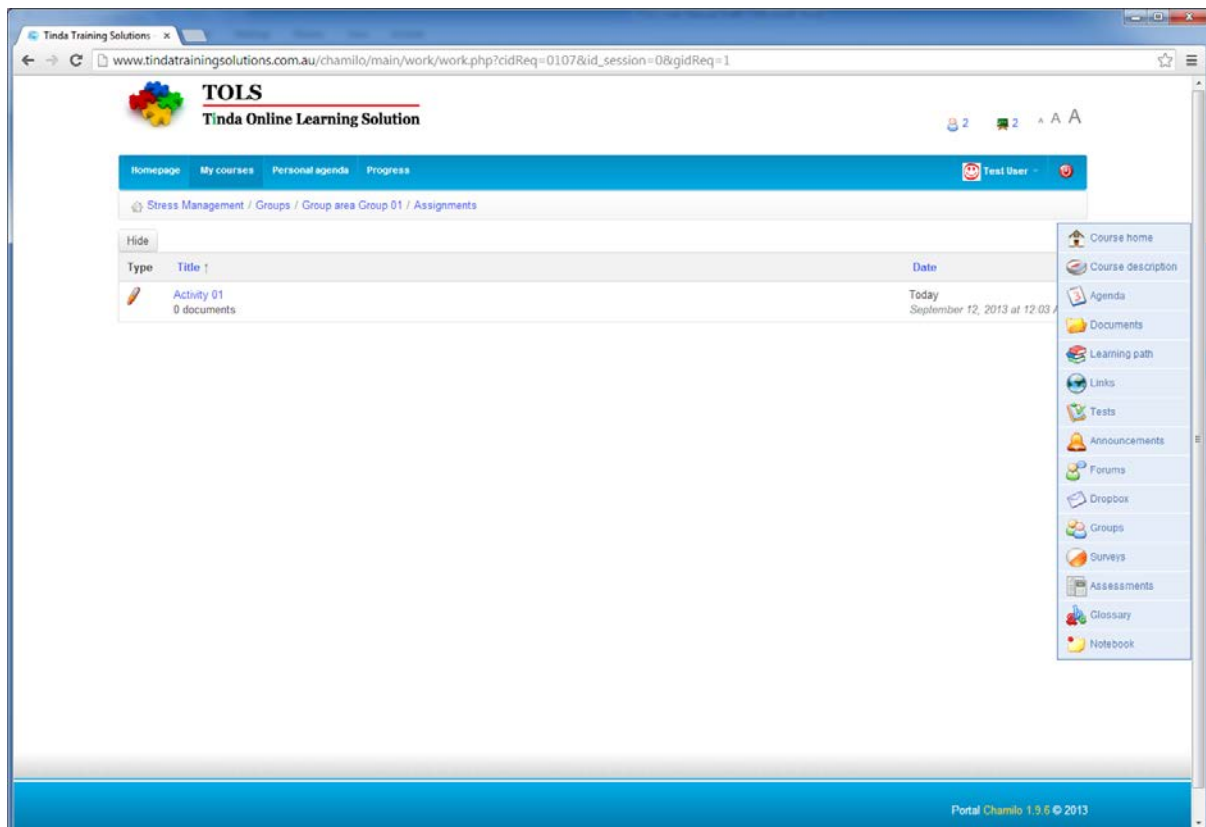 Tinda Training Solutions -
www.tindatrainingsolutions.com.au/chamilo/main/work/work.php?cidReq=0107&id_session=0&gidReq=1
TOLS
Tinda Online Learning Solution
2 2 A A A
Homepage My courses Personal agenda Progress Test User
Stress Management / Groups / Group area Group 01 / Assignments
Hide
Type Title ↑ Date
Activity 01 Today
0 documents September 12, 2013 at 12:03
Course home
Course description
3 Agenda
Documents
Learning path
Links
Tests
Announcements
Forums
Dropbox
Groups
Surveys
Assessments
Glossary
Notebook
Portal Chamilo 1.9.6 © 2013